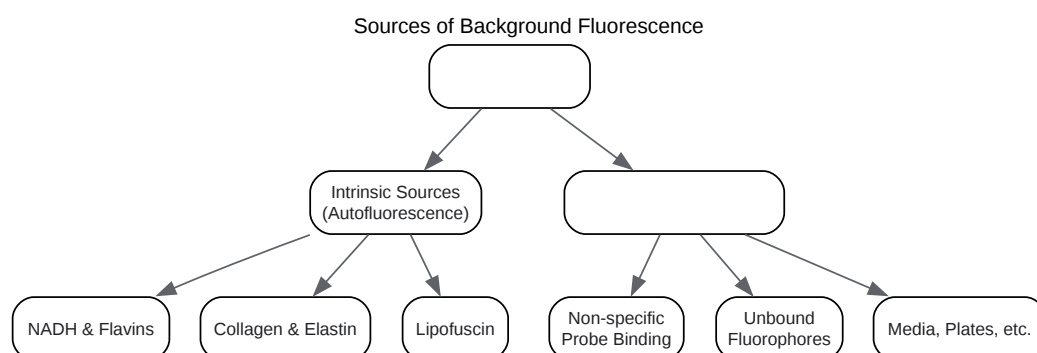 Sources of Background Fluorescence
Intrinsic Sources
(Autofluorescence)
NADH & Flavins
Collagen & Elastin
Lipofuscin
Non-specific
Probe Binding
Unbound
Fluorophores
Media, Plates, etc.